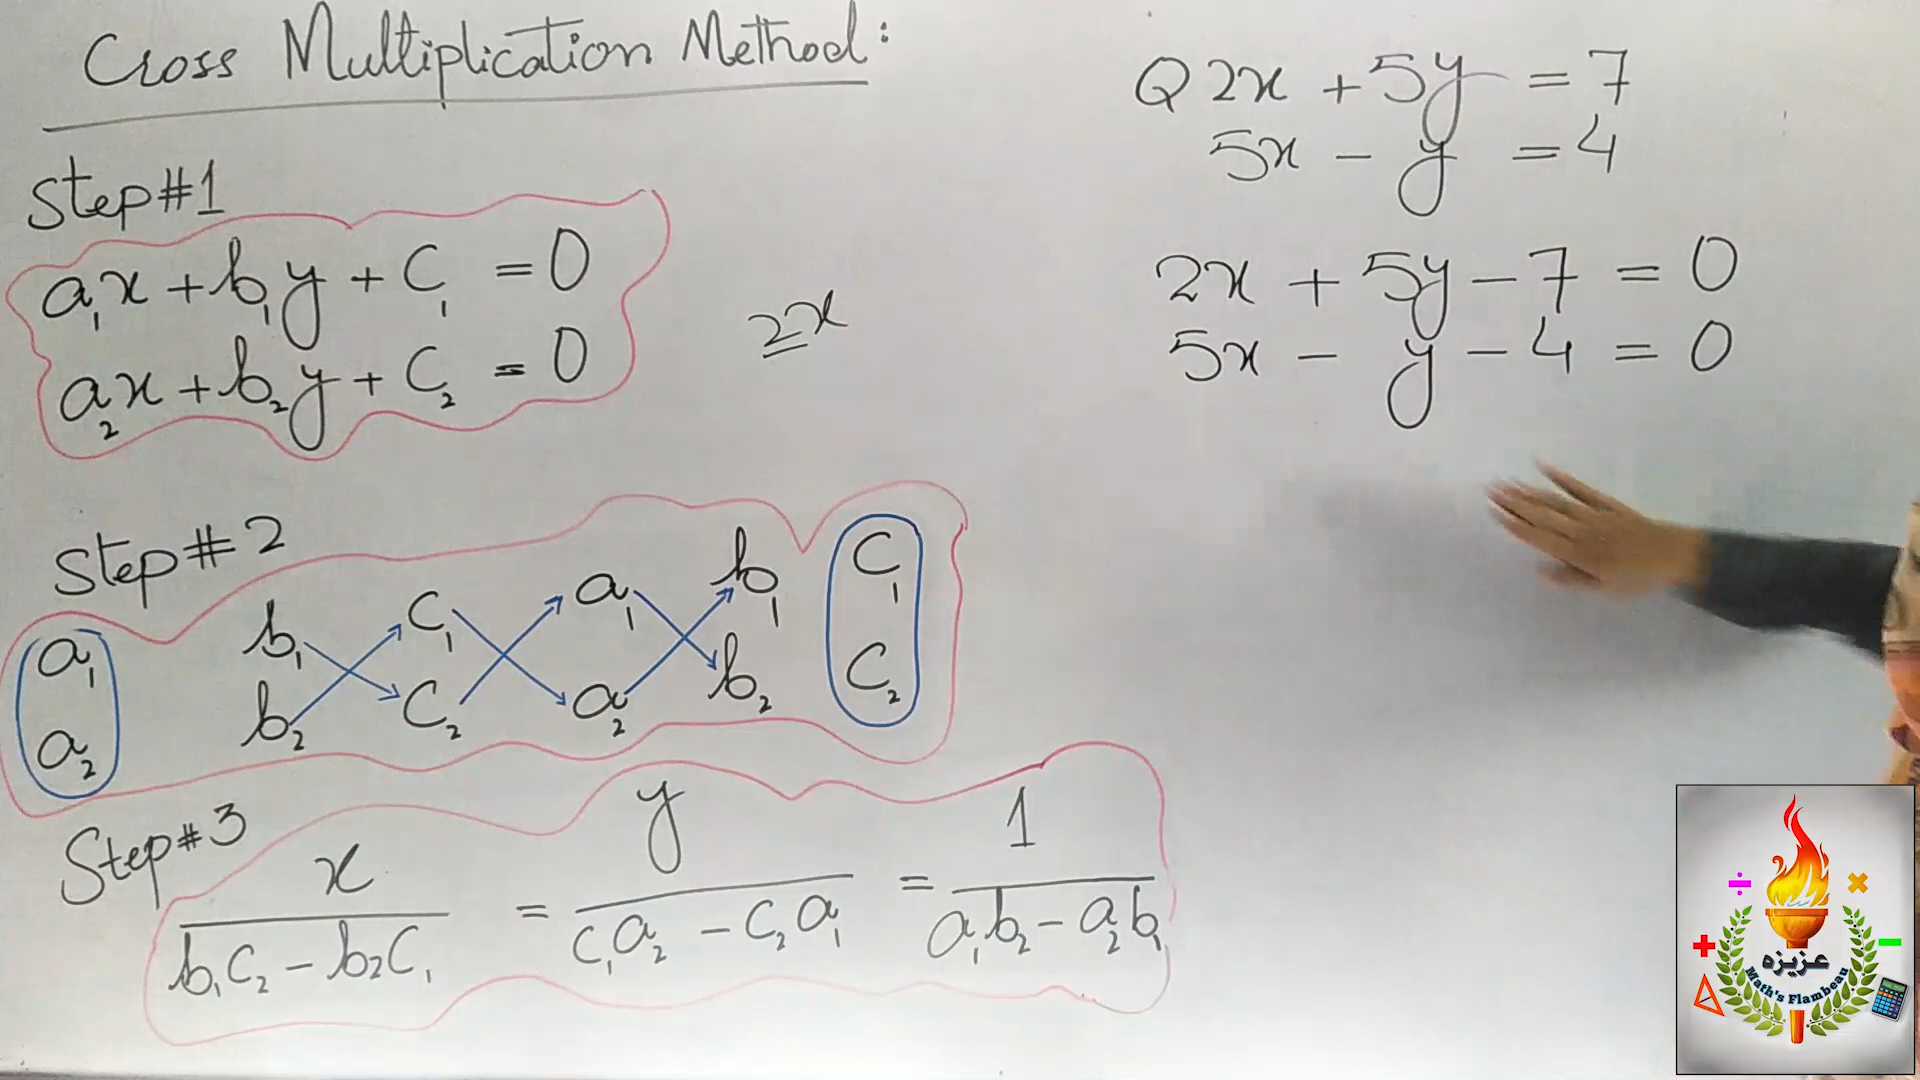 Cross Multiplication Method:
Step#1
a₁x + b₁y + C₁ = 0
a₂x + b₂y + C₂ = 0
2x
Step#2
a₁ b₁ C₁ a₁ b₁ C₁
a₂ b₂ C₂ a₂ b₂ C₂
Step#3
x / (b₁C₂ - b₂C₁) = y / (C₁a₂ - C₂a₁) = 1 / (a₁b₂ - a₂b₁)
Q 2x + 5y = 7
5x - y = 4
2x + 5y - 7 = 0
5x - y - 4 = 0
÷ ×
+ −
عزیزہ
Math's Flambeau